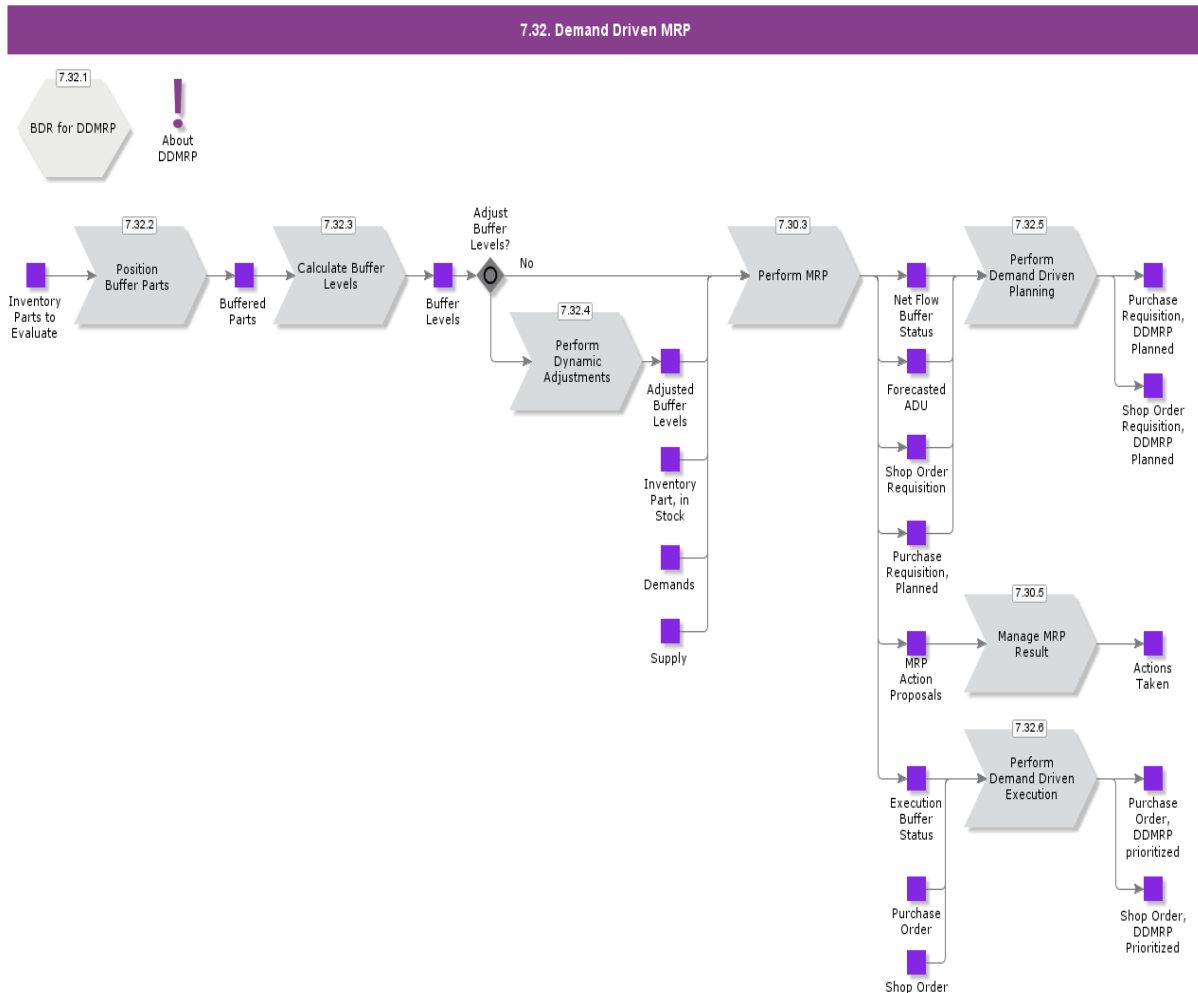 7.32. Demand Driven MRP
7.32.1
BDR for DDMRP
About
DDMRP
7.32.2
Position
Buffer Parts
7.32.3
Calculate Buffer
Levels
Adjust
Buffer
Levels?
No
7.30.3
Perform MRP
7.32.5
Perform
Demand Driven
Planning
Inventory
Parts to
Evaluate
Buffered
Parts
Buffer
Levels
7.32.4
Perform
Dynamic
Adjustments
Adjusted
Buffer
Levels
Inventory
Part, in
Stock
Demands
Supply
Net Flow
Buffer
Status
Forecasted
ADU
Shop Order
Requisition
Purchase
Requisition,
Planned
Purchase
Requisition,
DDMRP
Planned
Shop Order
Requisition,
DDMRP
Planned
MRP
Action
Proposals
7.30.5
Manage MRP
Result
Actions
Taken
Execution
Buffer
Status
7.32.6
Perform
Demand Driven
Execution
Purchase
Order,
DDMRP
prioritized
Purchase
Order
Shop Order
Shop Order,
DDMRP
Prioritized